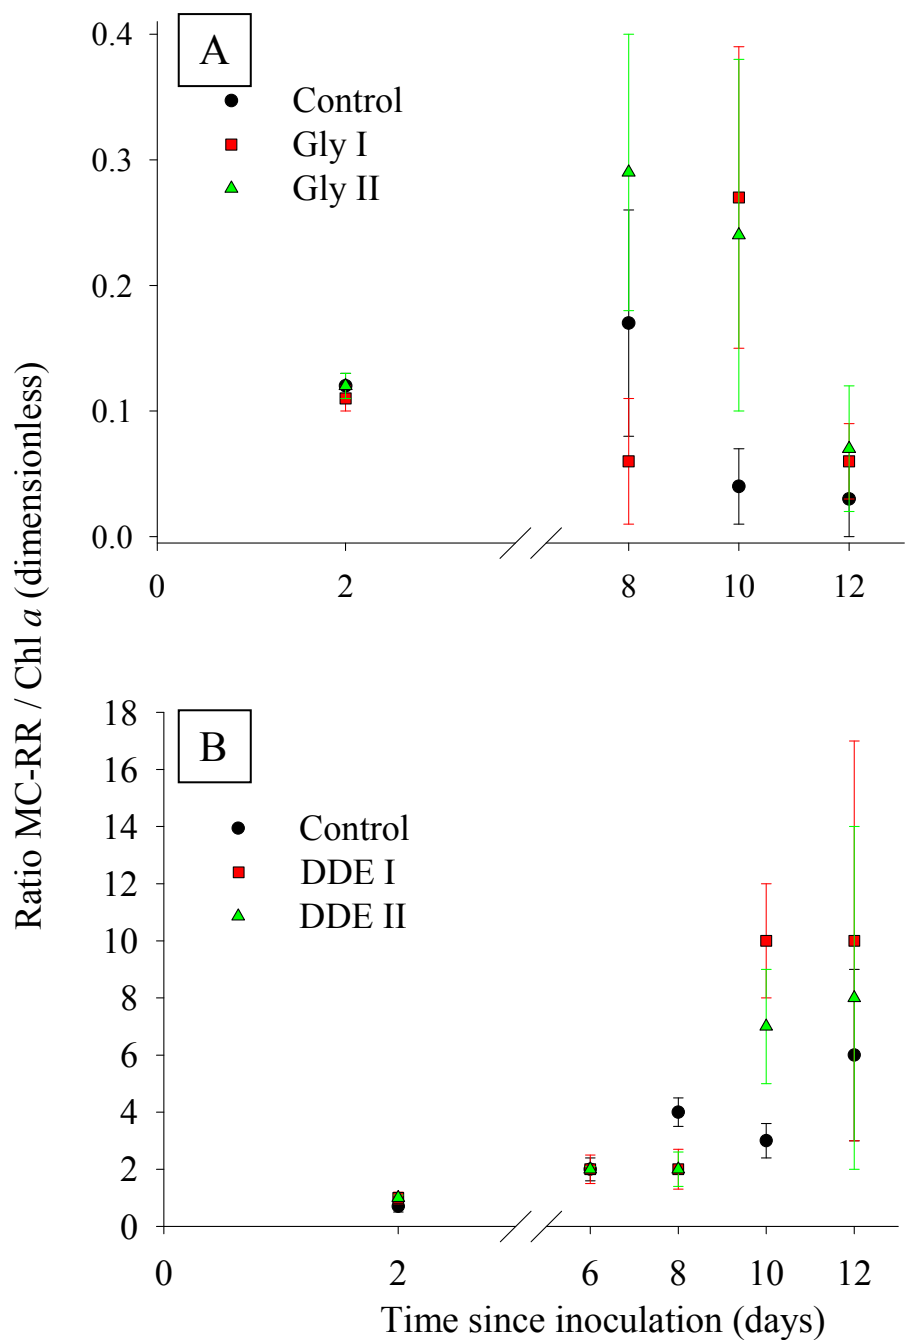 Ratio MC-RR / Chl a (dimensionless)
A
Control
Gly I
Gly II
0.4
0.3
0.2
0.1
0.0
0 2 8 10 12
B
Control
DDE I
DDE II
18
16
14
12
10
8
6
4
2
0
0 2 6 8 10 12
Time since inoculation (days)